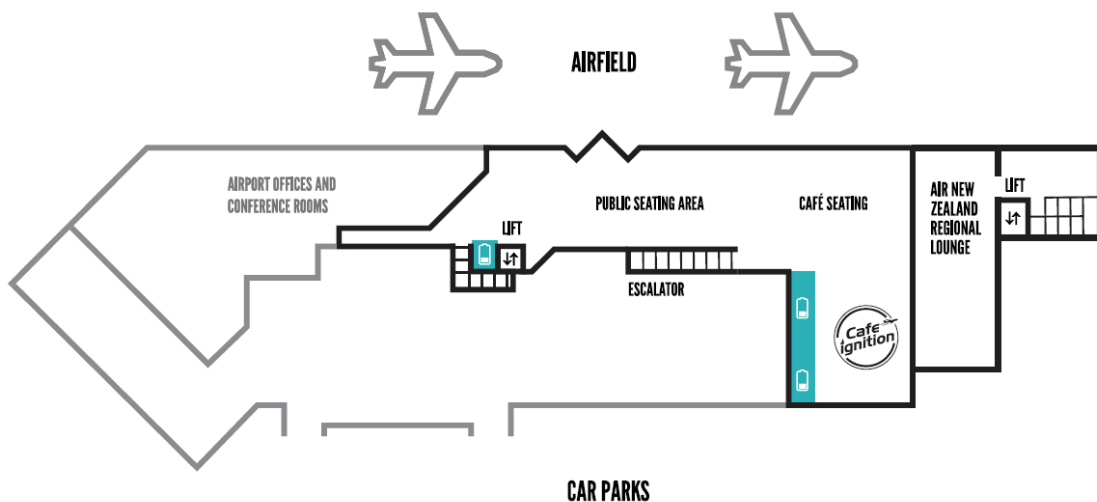 AIRFIELD
AIRPORT OFFICES AND
CONFERENCE ROOMS
PUBLIC SEATING AREA
CAFÉ SEATING
AIR NEW
ZEALAND
REGIONAL
LOUNGE
LIFT
LIFT
ESCALATOR
Cafe
ignition
CAR PARKS